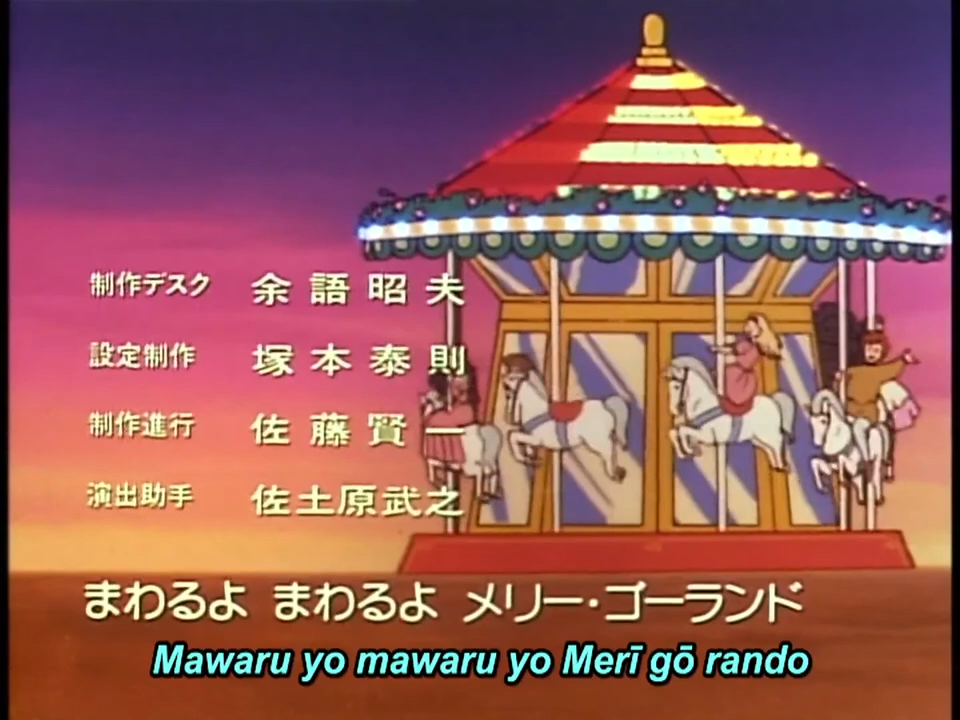 制作デスク 余語昭夫
設定制作 塚本泰則
制作進行 佐藤賢一
演出助手 佐土原武之
まわるよ まわるよ メリー・ゴーランド
Mawaru yo mawaru yo Merī gō rando